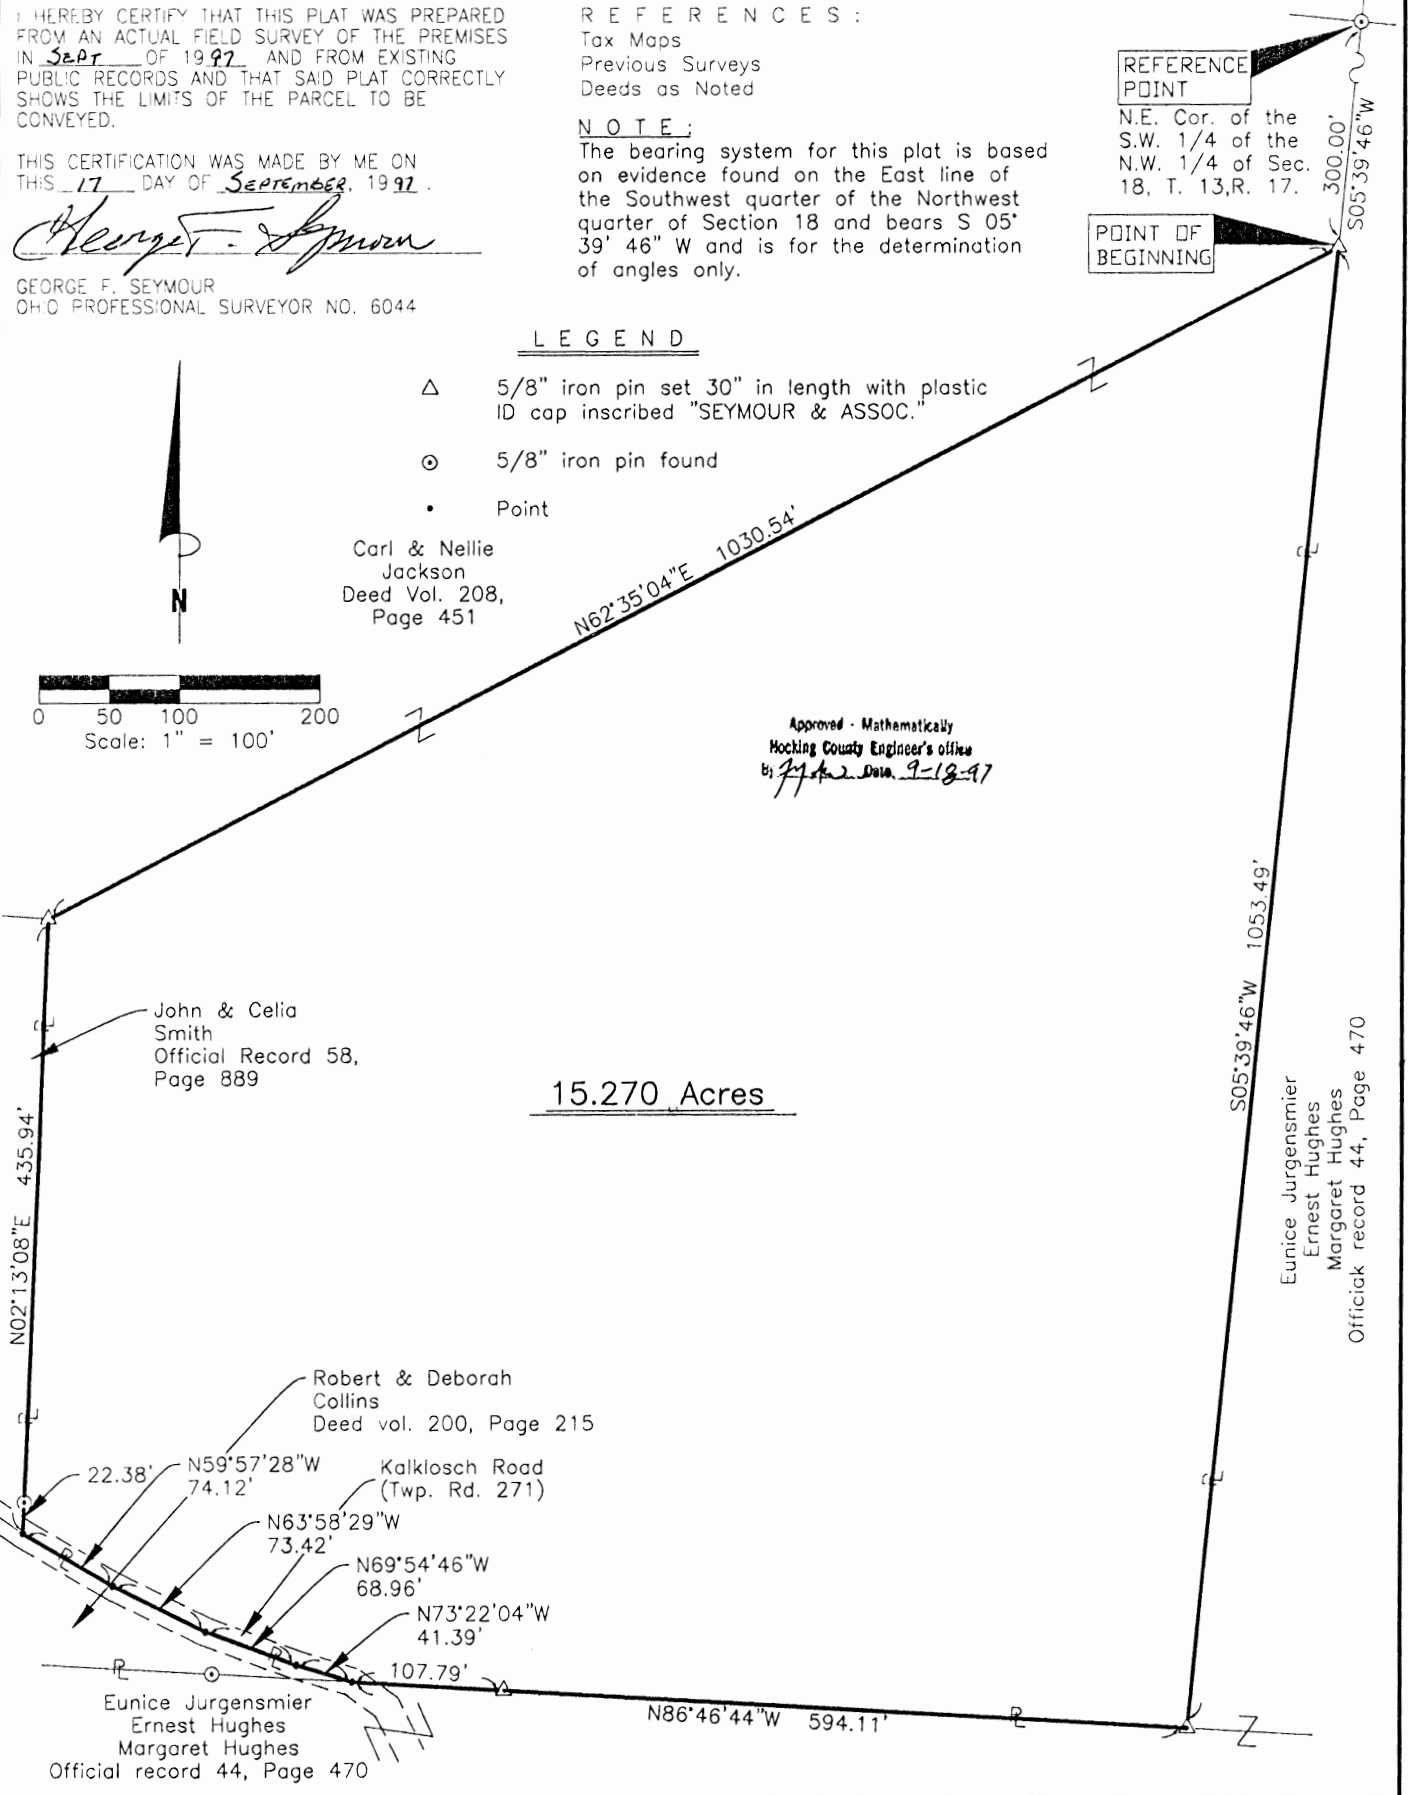 I HEREBY CERTIFY THAT THIS PLAT WAS PREPARED
FROM AN ACTUAL FIELD SURVEY OF THE PREMISES
IN SEPT OF 1997 AND FROM EXISTING
PUBLIC RECORDS AND THAT SAID PLAT CORRECTLY
SHOWS THE LIMITS OF THE PARCEL TO BE
CONVEYED.
THIS CERTIFICATION WAS MADE BY ME ON
THIS 17 DAY OF SEPTEMBER, 1997.
George F. Seymour
GEORGE F. SEYMOUR
OHIO PROFESSIONAL SURVEYOR NO. 6044
REFERENCES:
Tax Maps
Previous Surveys
Deeds as Noted
NOTE:
The bearing system for this plat is based
on evidence found on the East line of
the Southwest quarter of the Northwest
quarter of Section 18 and bears S 05°
39' 46" W and is for the determination
of angles only.
REFERENCE
POINT
N.E. Cor. of the
S.W. 1/4 of the
N.W. 1/4 of Sec.
18, T. 13,R. 17.
300.00'
S05°39'46"W
POINT OF
BEGINNING
LEGEND
△ 5/8" iron pin set 30" in length with plastic
ID cap inscribed "SEYMOUR & ASSOC."
⊙ 5/8" iron pin found
• Point
N
Carl & Nellie
Jackson
Deed Vol. 208,
Page 451
N62°35'04"E 1030.54'
0 50 100 200
Scale: 1" = 100'
Approved - Mathematically
Hocking County Engineer's office
By Date 9-18-97
John & Celia
Smith
Official Record 58,
Page 889
15.270 Acres
S05°39'46"W 1053.49'
Eunice Jurgensmier
Ernest Hughes
Margaret Hughes
Officiak record 44, Page 470
N02°13'08"E 435.94'
Robert & Deborah
Collins
Deed vol. 200, Page 215
22.38'
N59°57'28"W
74.12'
Kalklosch Road
(Twp. Rd. 271)
N63°58'29"W
73.42'
N69°54'46"W
68.96'
N73°22'04"W
41.39'
107.79'
N86°46'44"W 594.11'
Eunice Jurgensmier
Ernest Hughes
Margaret Hughes
Official record 44, Page 470